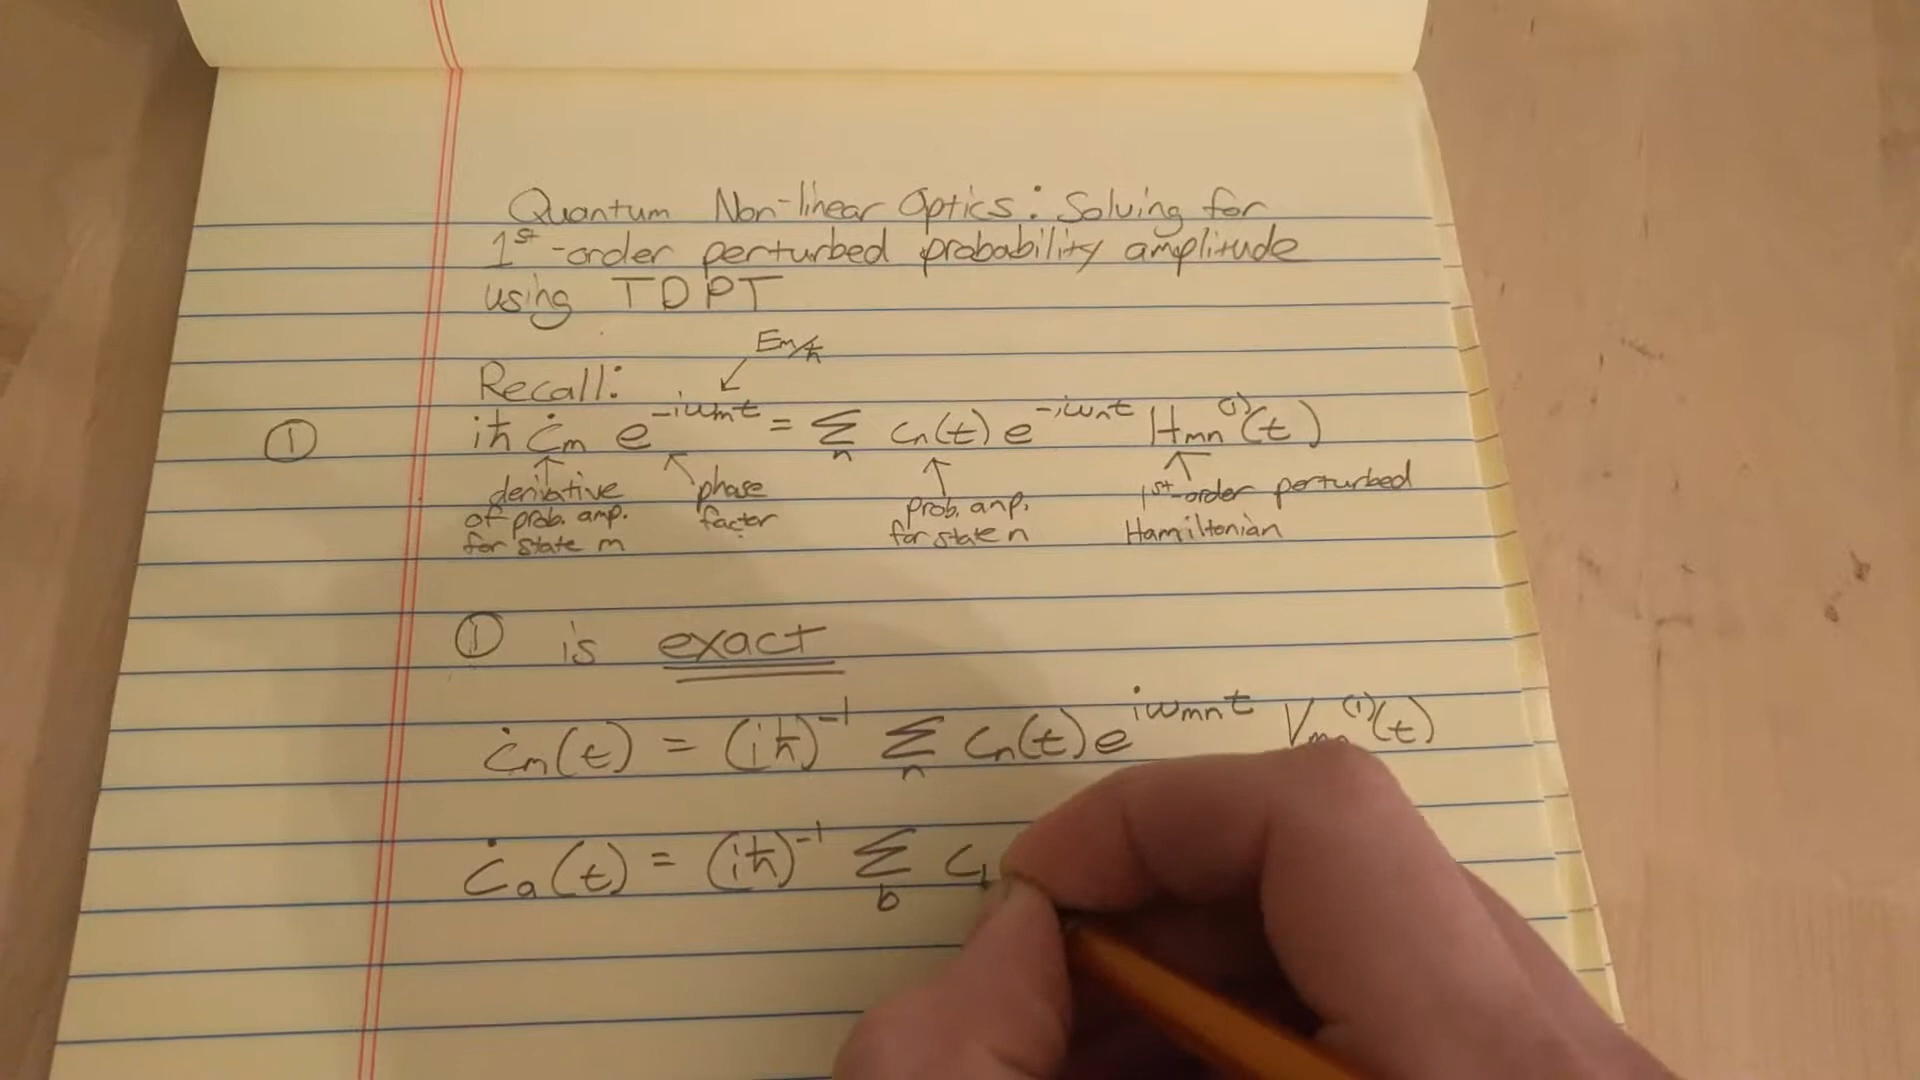 Quantum Non-linear Optics: Solving for
1st-order perturbed probability amplitude
using TDPT
Em/ħ
Recall:
① iħ ċm e^-iωmt = Σn cn(t) e^-iωnt Hmn^(1)(t)
derivative of prob. amp. for state m
phase factor
prob. amp. for state n
1st-order perturbed Hamiltonian
① is exact
ċm(t) = (iħ)^-1 Σn cn(t) e^iωmnt Vmn^(1)(t)
ċa(t) = (iħ)^-1 Σb c